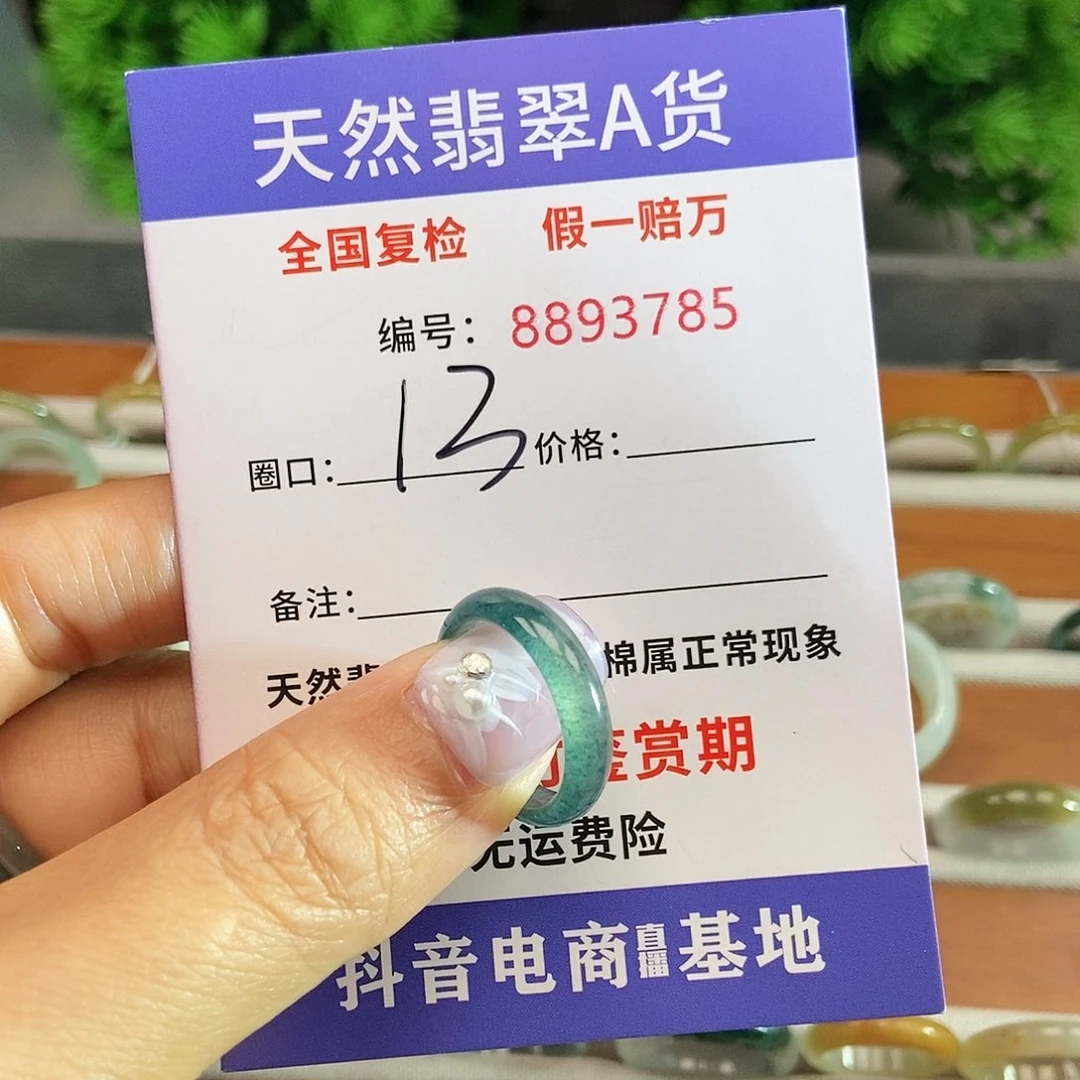 天然翡翠A货
全国复检 假一赔万
编号：8893785
圈口：13 价格：
备注：
天然 棉属正常现象
鉴赏期
无运费险
抖音电商直播基地